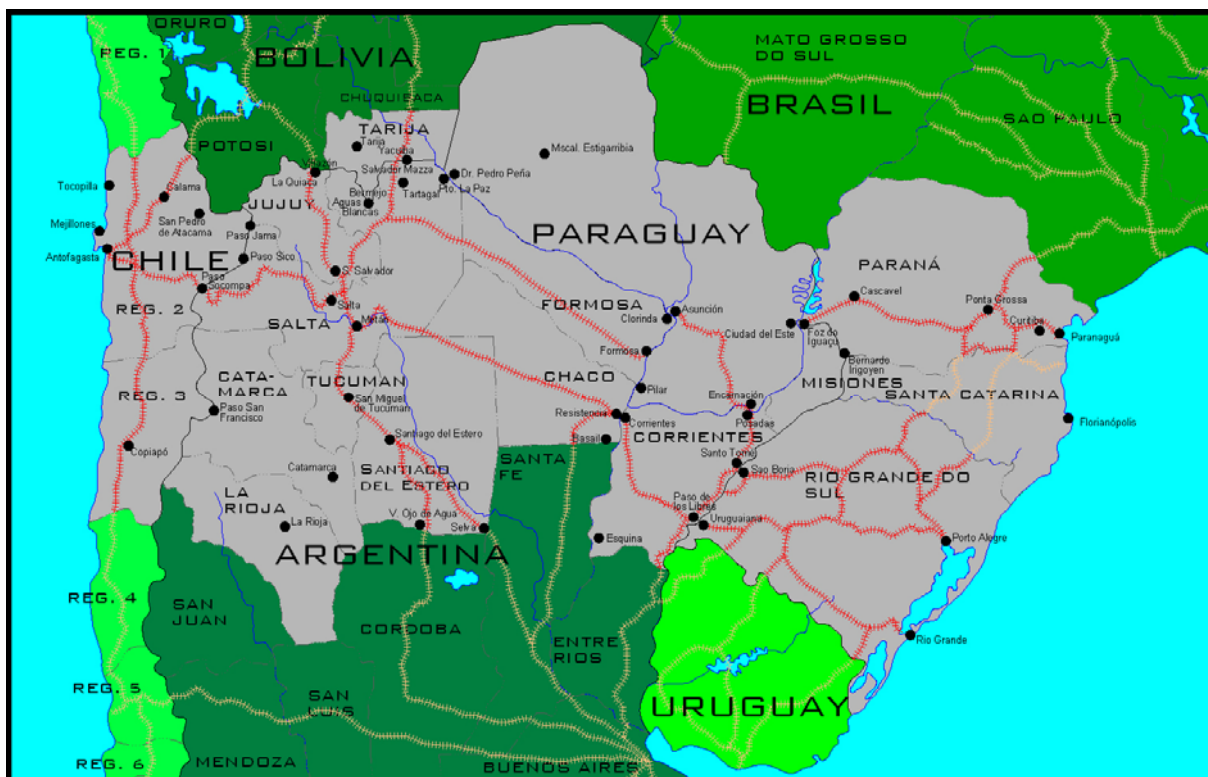 ORURO
REG. 1
BOLIVIA
MATO GROSSO
DO SUL
BRASIL
CHUQUISACA
SAO PAULO
POTOSI
TARIJA
Tarija
Yacuiba
Mscal. Estigarribia
Villazón
Salvador Mazza
Dr. Pedro Peña
Tocopilla
Calama
La Quiaca
Tartagal
Pto. La Paz
JUJUY
Bermejo
Aguas
Blancas
San Pedro
de Atacama
Mejillones
Paso Jama
PARAGUAY
Antofagasta
CHILE
Paso Sico
PARANÁ
S. Salvador
Paso
Socompa
Cascavel
REG. 2
Salta
FORMOSA
Asunción
Ponta Grossa
SALTA
Metán
Clorinda
Ciudad del Este
Foz do
Iguaçu
Curitiba
Paranaguá
Formosa
Bernardo
Irigoyen
CHACO
CATA-
MARCA
TUCUMAN
MISIONES
REG. 3
Pilar
SANTA CATARINA
San Miguel
de Tucuman
Encarnación
Paso San
Francisco
Resistencia
Corrientes
Posadas
Florianópolis
CORRIENTES
Santiago del Estero
Basail
Copiapó
SANTA
FE
Santo Tomé
Sao Borja
Catamarca
SANTIAGO
DEL ESTERO
RIO GRANDE DO
SUL
LA
RIOJA
Paso de
los Libres
La Rioja
V. Ojo de Agua
Selva
Uruguaiana
Esquina
Porto Alegre
ARGENTINA
REG. 4
SAN
JUAN
CORDOBA
ENTRE
RIOS
Rio Grande
REG. 5
SAN
LUIS
URUGUAY
REG. 6
MENDOZA
BUENOS AIRES